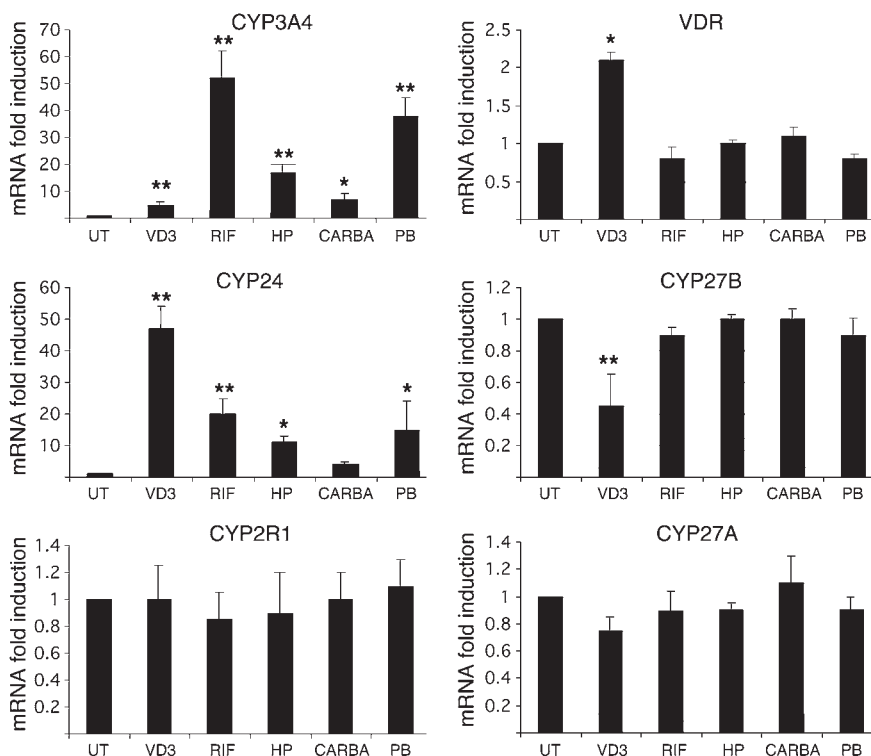 CYP3A4
mRNA fold induction
70
60
50
40
30
20
10
**
**
**
*
**
UT VD3 RIF HP CARBA PB
VDR
mRNA fold induction
2.5
2
1.5
1
0.5
*
UT VD3 RIF HP CARBA PB
CYP24
mRNA fold induction
60
50
40
30
20
10
**
**
*
*
UT VD3 RIF HP CARBA PB
CYP27B
mRNA fold induction
1.2
1
0.8
0.6
0.4
0.2
**
UT VD3 RIF HP CARBA PB
CYP2R1
mRNA fold induction
1.4
1.2
1
0.8
0.6
0.4
0.2
UT VD3 RIF HP CARBA PB
CYP27A
mRNA fold induction
1.4
1.2
1
0.8
0.6
0.4
0.2
UT VD3 RIF HP CARBA PB